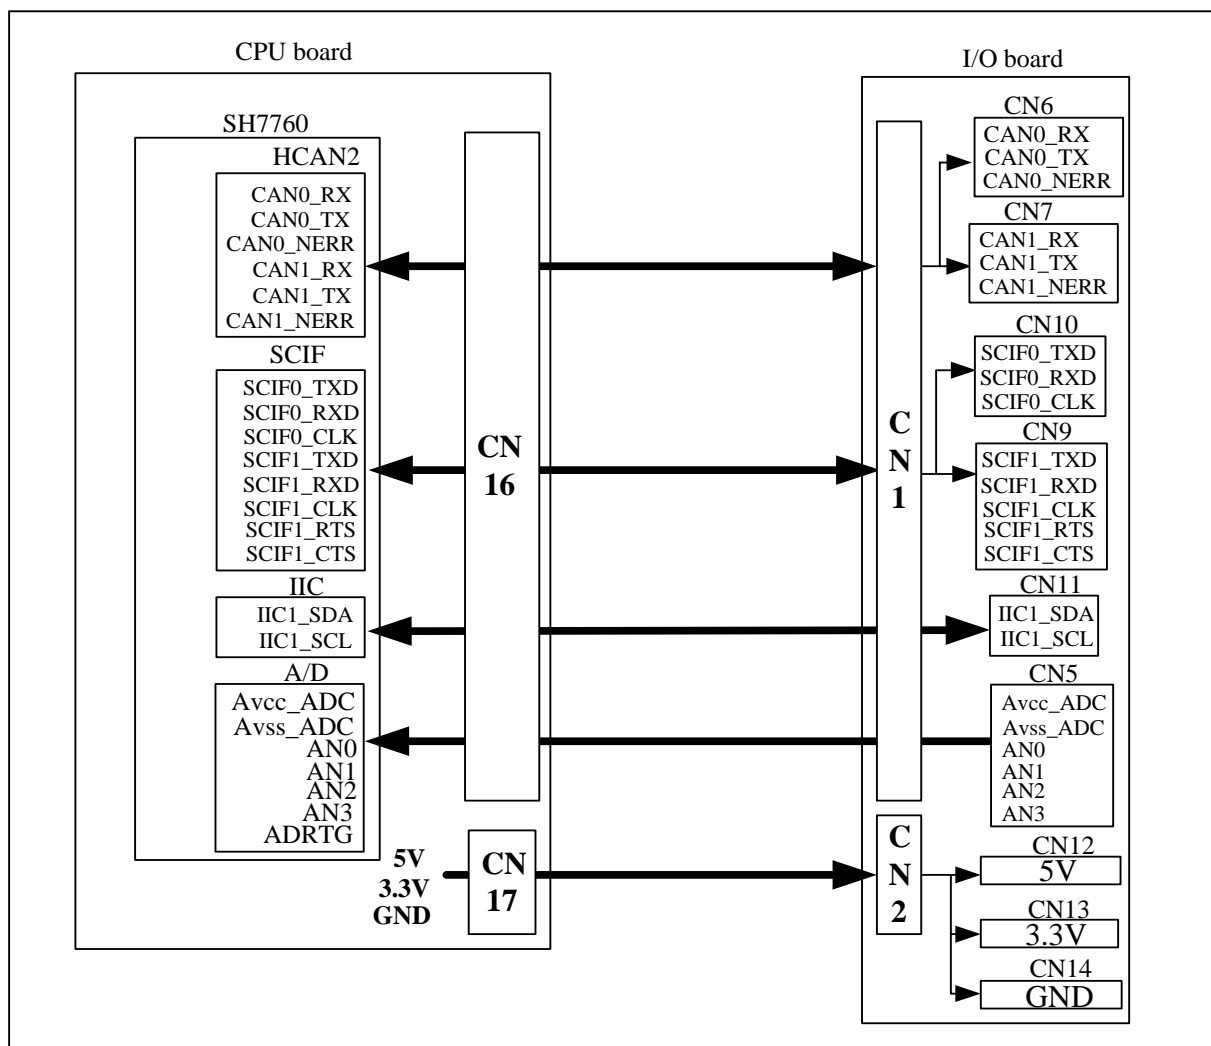 CPU board
SH7760
HCAN2
CAN0_RX
CAN0_TX
CAN0_NERR
CAN1_RX
CAN1_TX
CAN1_NERR
SCIF
SCIF0_TXD
SCIF0_RXD
SCIF0_CLK
SCIF1_TXD
SCIF1_RXD
SCIF1_CLK
SCIF1_RTS
SCIF1_CTS
IIC
IIC1_SDA
IIC1_SCL
A/D
Avcc_ADC
Avss_ADC
AN0
AN1
AN2
AN3
ADRTG
5V
3.3V
GND
CN
16
CN
17
I/O board
C
N
1
C
N
2
CN6
CAN0_RX
CAN0_TX
CAN0_NERR
CN7
CAN1_RX
CAN1_TX
CAN1_NERR
CN10
SCIF0_TXD
SCIF0_RXD
SCIF0_CLK
CN9
SCIF1_TXD
SCIF1_RXD
SCIF1_CLK
SCIF1_RTS
SCIF1_CTS
CN11
IIC1_SDA
IIC1_SCL
CN5
Avcc_ADC
Avss_ADC
AN0
AN1
AN2
AN3
CN12
5V
CN13
3.3V
CN14
GND